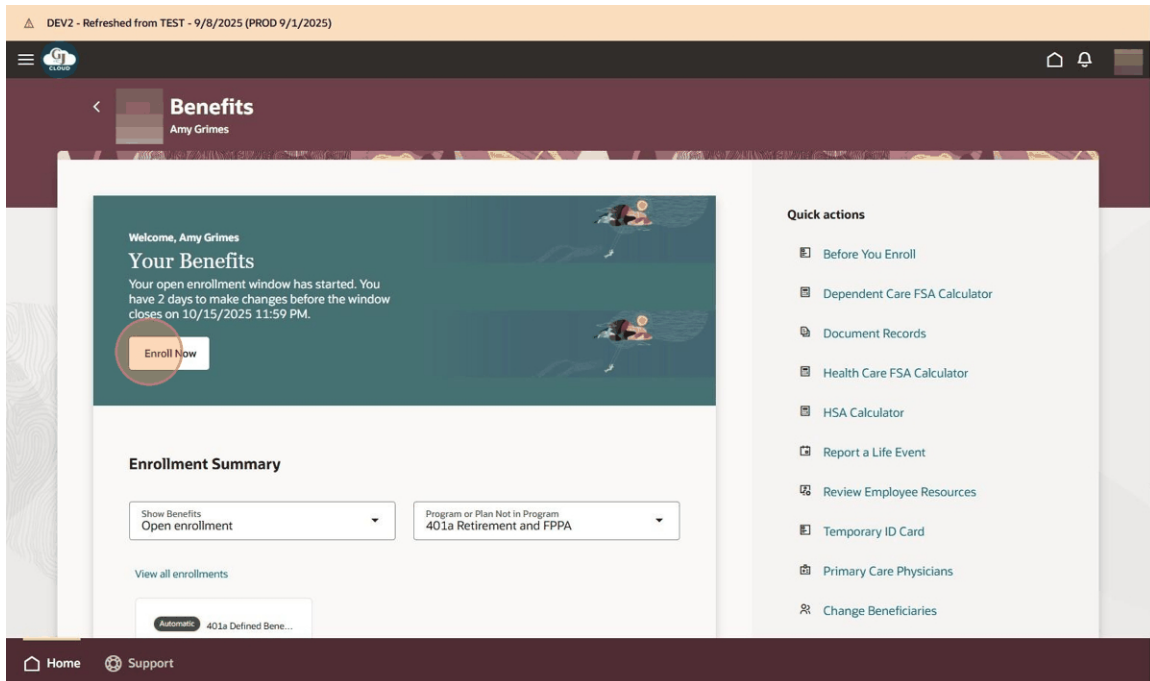 DEV2 - Refreshed from TEST - 9/8/2025 (PROD 9/1/2025)
GJ
CLOUD
Benefits
Amy Grimes
Welcome, Amy Grimes
Your Benefits
Your open enrollment window has started. You
have 2 days to make changes before the window
closes on 10/15/2025 11:59 PM.
Enroll Now
Enrollment Summary
Show Benefits
Open enrollment
Program or Plan Not in Program
401a Retirement and FPPA
View all enrollments
Automatic 401a Defined Bene...
Quick actions
Before You Enroll
Dependent Care FSA Calculator
Document Records
Health Care FSA Calculator
HSA Calculator
Report a Life Event
Review Employee Resources
Temporary ID Card
Primary Care Physicians
Change Beneficiaries
Home
Support